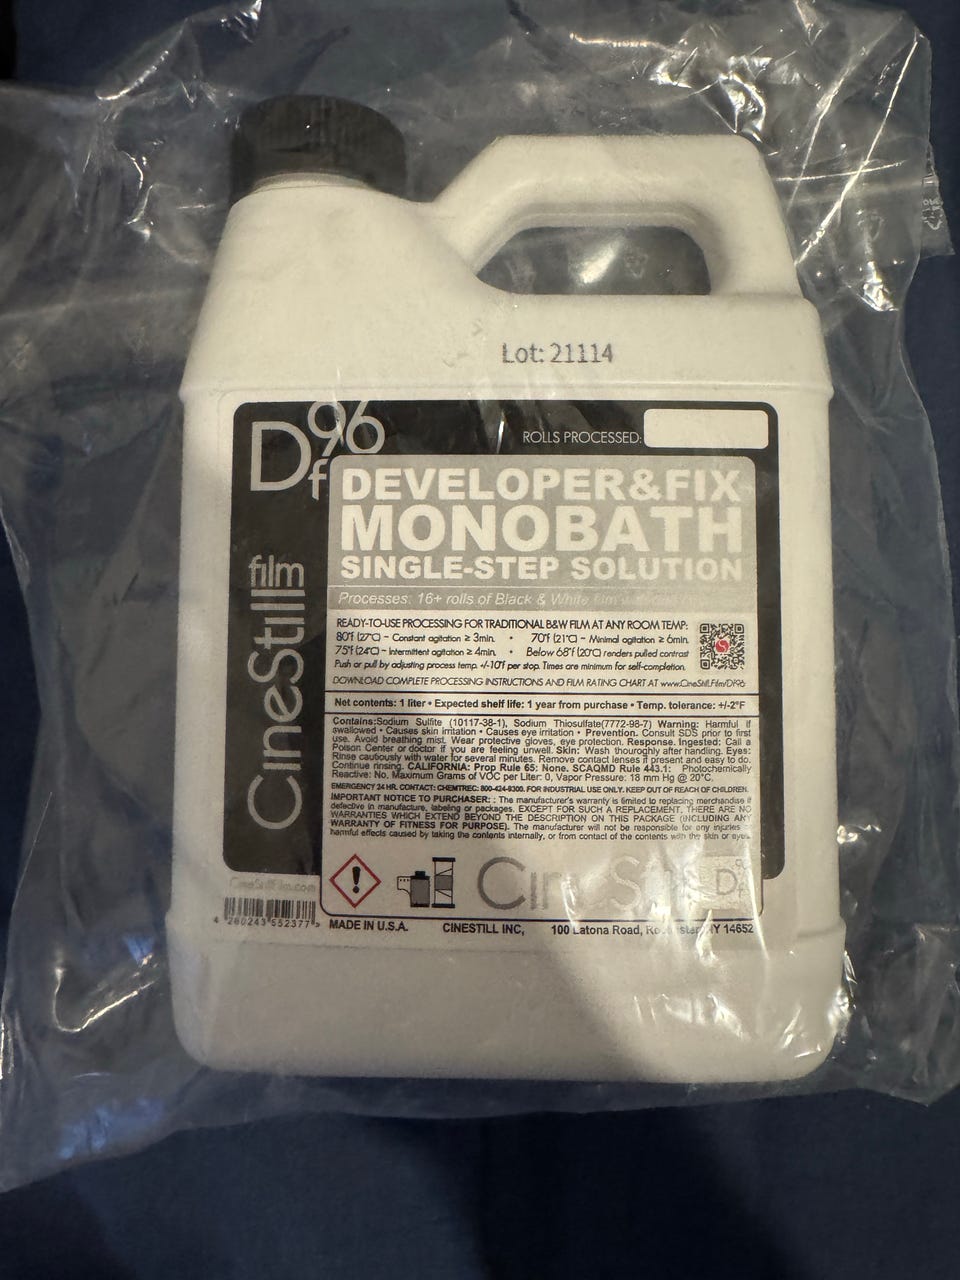 Lot: 21114
Df96
ROLLS PROCESSED:
DEVELOPER&FIX
MONOBATH
SINGLE-STEP SOLUTION
Processes: 16+ rolls of Black & White film
READY-TO-USE PROCESSING FOR TRADITIONAL B&W FILM AT ANY ROOM TEMP:
80°f (27°C) – Constant agitation ≥ 3min. • 70°f (21°C) – Minimal agitation ≥ 6min.
75°f (24°C) – Intermittent agitation ≥ 4min. • Below 68°f (20°C) renders pulled contrast
Push or pull by adjusting process temp. +/-10°f per stop. Times are minimum for self-completion.
DOWNLOAD COMPLETE PROCESSING INSTRUCTIONS AND FILM RATING CHART AT www.CineStill.Film/Df96
Net contents: 1 liter • Expected shelf life: 1 year from purchase • Temp. tolerance: +/-2°F
Contains:Sodium Sulfite (10117-38-1), Sodium Thiosulfate(7772-98-7) Warning: Harmful if
swallowed • Causes skin irritation • Causes eye irritation • Prevention. Consult SDS prior to first
use. Avoid breathing mist. Wear protective gloves, eye protection. Response. Ingested: Call a
Poison Center or doctor if you are feeling unwell. Skin: Wash thouroghly after handling. Eyes:
Rinse cautiously with water for several minutes. Remove contact lenses if present and easy to do.
Continue rinsing. CALIFORNIA: Prop Rule 65: None. SCAQMD Rule 443.1: Photochemically
Reactive: No, Maximum Grams of VOC per Liter: 0, Vapor Pressure: 18 mm Hg @ 20°C.
EMERGENCY 24 HR. CONTACT: CHEMTREC: 800-424-9300. FOR INDUSTRIAL USE ONLY. KEEP OUT OF REACH OF CHILDREN.
IMPORTANT NOTICE TO PURCHASER: : The manufacturer's warranty is limited to replacing merchandise if
defective in manufacture, labeling or packages. EXCEPT FOR SUCH A REPLACEMENT, THERE ARE NO
WARRANTIES WHICH EXTEND BEYOND THE DESCRIPTION ON THIS PACKAGE (INCLUDING ANY
WARRANTY OF FITNESS FOR PURPOSE). The manufacturer will not be responsible for any injuries or
harmful effects caused by taking the contents internally, or from contact of the contents with the skin or eyes.
CineStill film
CineStill Df96
CineStillFilm.com
4 260243 552377 >
MADE IN U.S.A. CINESTILL INC, 100 Latona Road, Rochester, NY 14652